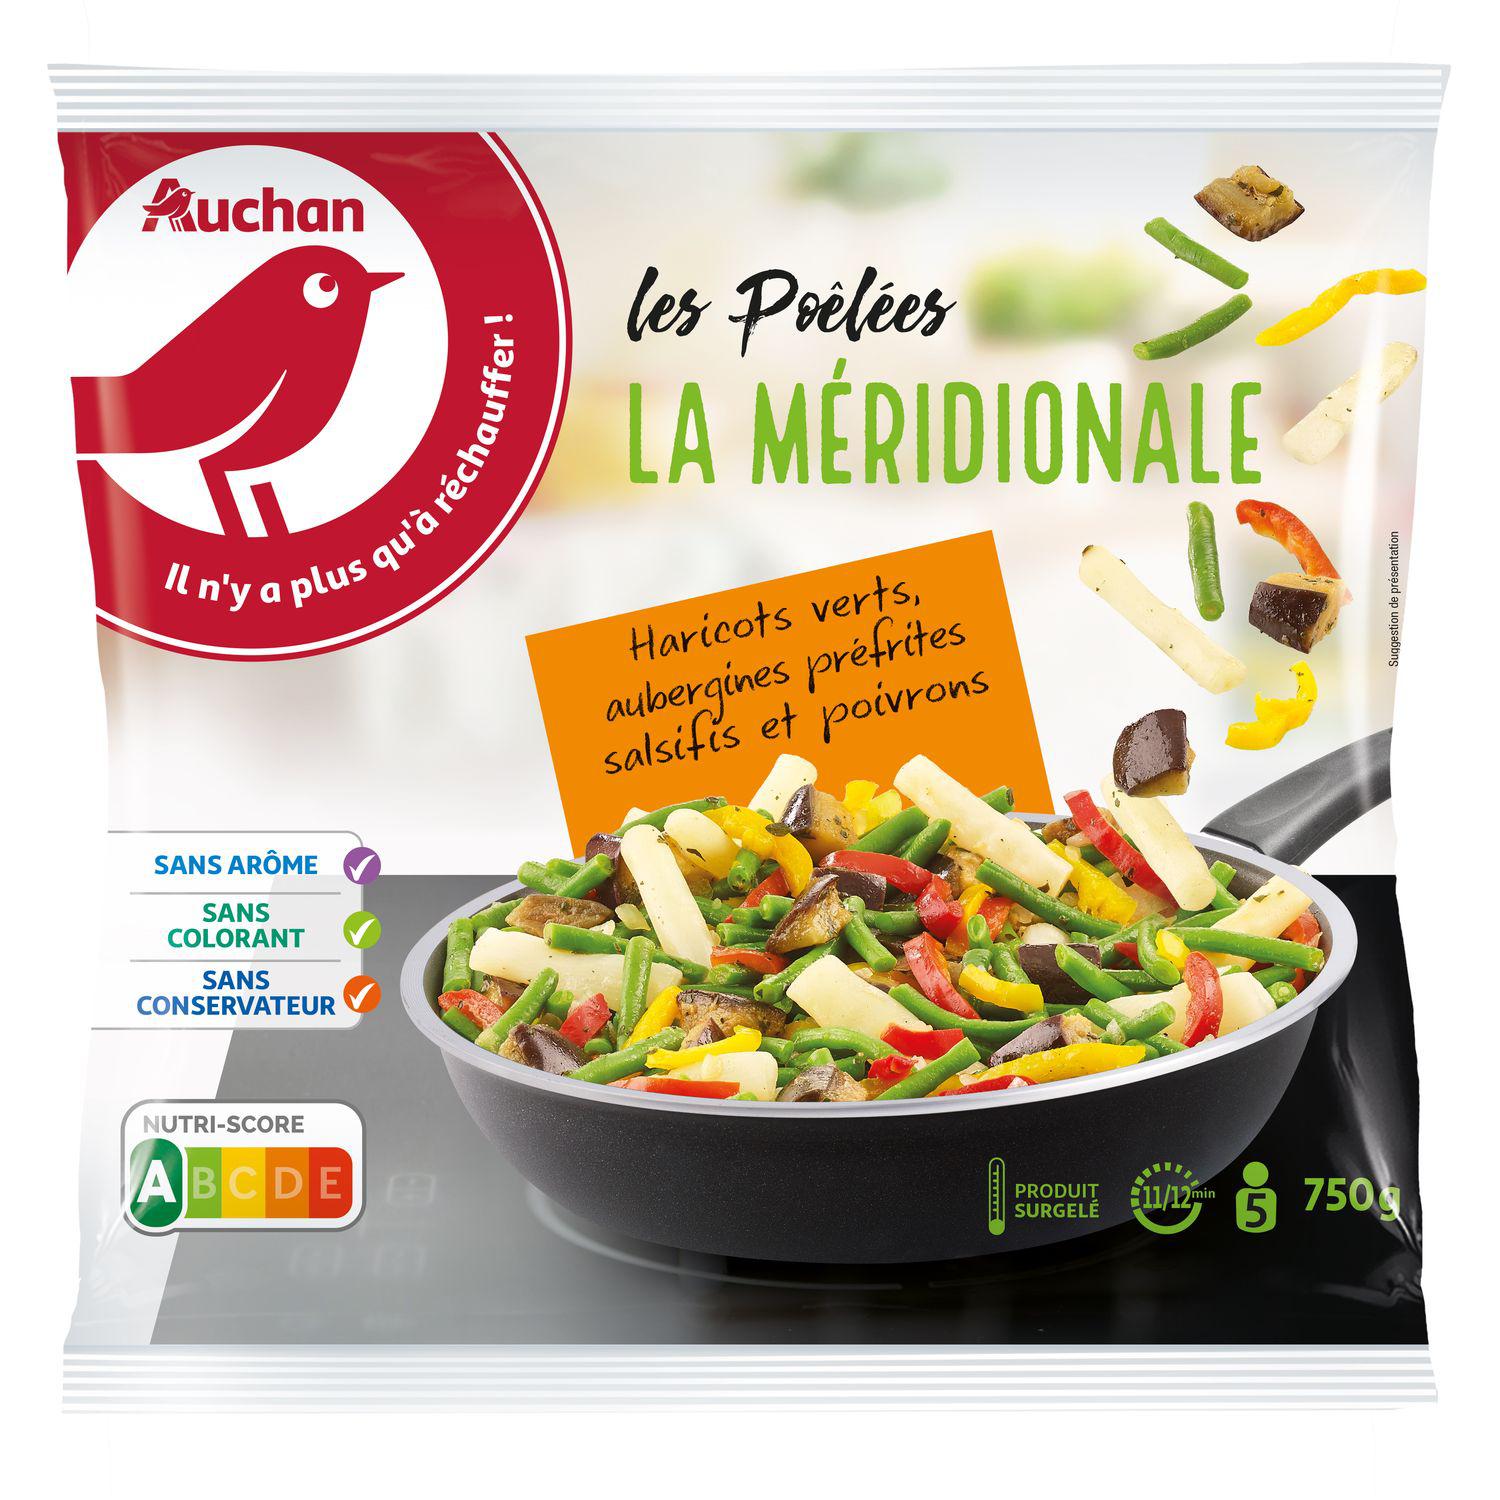 Auchan
Il n'y a plus qu'à réchauffer !
les Poêlées
LA MÉRIDIONALE
Haricots verts,
aubergines préfrites
salsifis et poivrons
Suggestion de présentation
SANS ARÔME
SANS
COLORANT
SANS
CONSERVATEUR
NUTRI-SCORE
A B C D E
PRODUIT
SURGELÉ
11/12min
5
750g